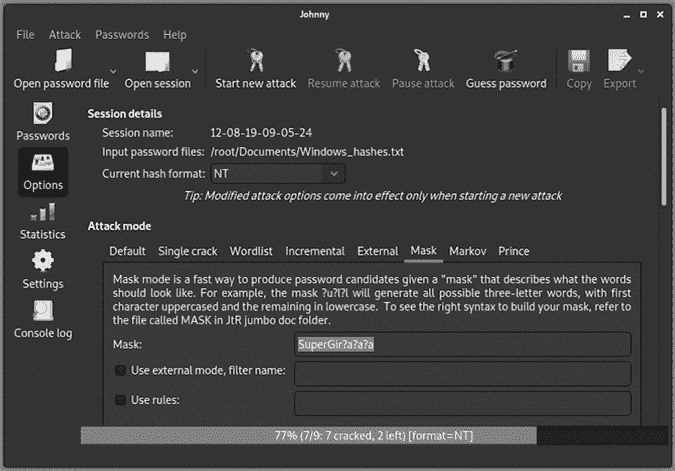 Johnny
File Attack Passwords Help
Open password file Open session Start new attack Resume attack Pause attack Guess password Copy Export
Passwords
Options
Statistics
Settings
Console log
Session details
Session name: 12-08-19-09-05-24
Input password files: /root/Documents/Windows_hashes.txt
Current hash format: NT
Tip: Modified attack options come into effect only when starting a new attack
Attack mode
Default Single crack Wordlist Incremental External Mask Markov Prince
Mask mode is a fast way to produce password candidates given a "mask" that describes what the words
should look like. For example, the mask ?u?l?l will generate all possible three-letter words, with first
character uppercased and the remaining in lowercase. To see the right syntax to build your mask, refer to
the file called MASK in JtR jumbo doc folder.
Mask: SuperGir?a?a?a
Use external mode, filter name:
Use rules:
77% (7/9: 7 cracked, 2 left) [format=NT]